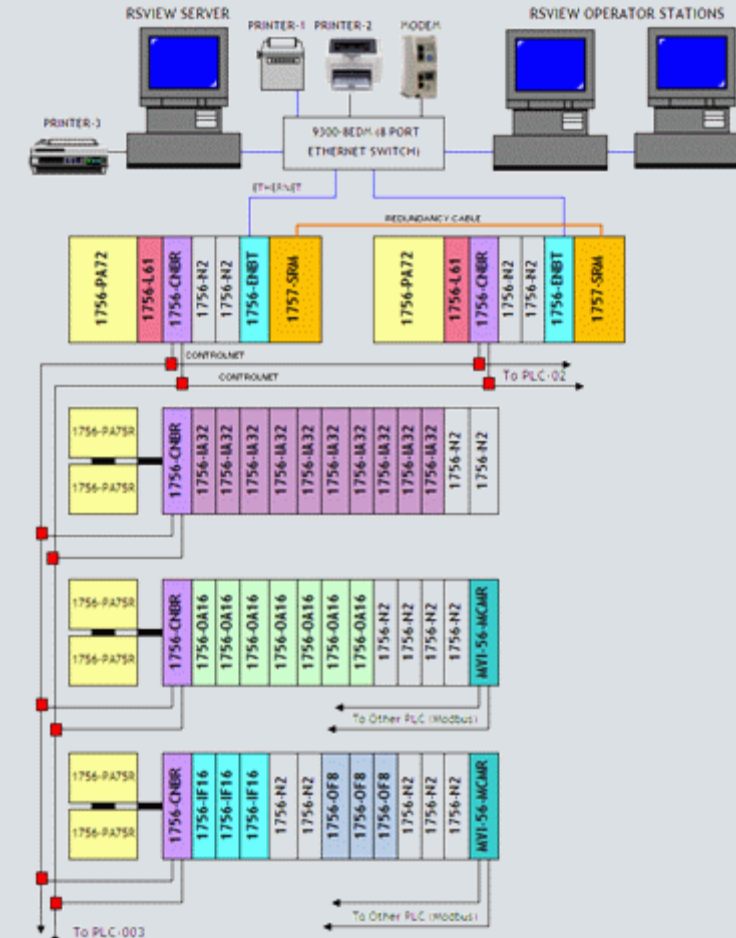 RSVIEW SERVER
RSVIEW OPERATOR STATIONS
PRINTER-1
PRINTER-2
MODEM
PRINTER-3
9300-8EDM (8 PORT
ETHERNET SWITCH)
ETHERNET
REDUNDANCY CABLE
1756-PA72
1756-L61
1756-CNBR
1756-N2
1756-N2
1756-ENBT
1757-SRM
1756-PA72
1756-L61
1756-CNBR
1756-N2
1756-N2
1756-ENBT
1757-SRM
CONTROLNET
CONTROLNET
To PLC-02
1756-PA75R
1756-PA75R
1756-CNBR
1756-IA32
1756-IA32
1756-IA32
1756-IA32
1756-IA32
1756-IA32
1756-IA32
1756-IA32
1756-IA32
1756-N2
1756-N2
1756-PA75R
1756-PA75R
1756-CNBR
1756-OA16
1756-OA16
1756-OA16
1756-OA16
1756-OA16
1756-OA16
1756-OA16
1756-N2
1756-N2
1756-N2
1756-N2
MVI-56-MCMR
To Other PLC (Modbus)
1756-PA75R
1756-PA75R
1756-CNBR
1756-IF16
1756-IF16
1756-IF16
1756-N2
1756-N2
1756-OF8
1756-OF8
1756-OF8
1756-N2
1756-N2
1756-N2
MVI-56-MCMR
To Other PLC (Modbus)
To PLC-003